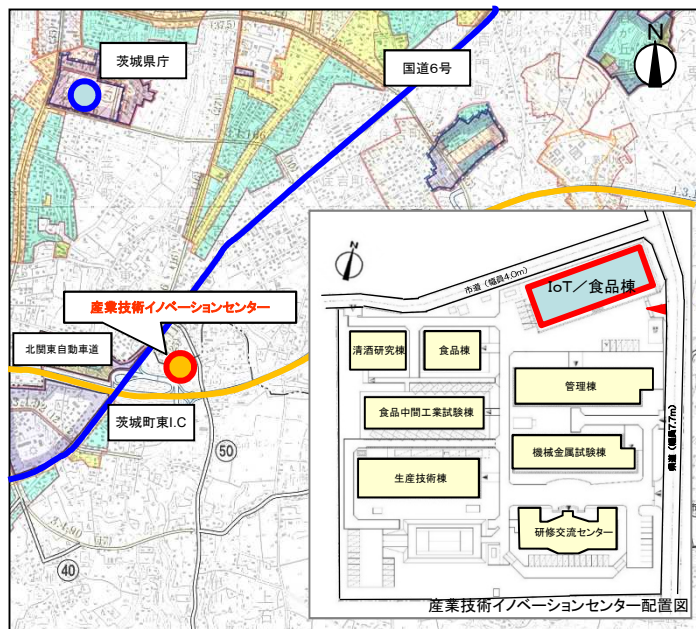 茨城県庁
国道6号
N
産業技術イノベーションセンター
北関東自動車道
茨城町東I.C
50
40
3・4・90
N
市道（幅員4.0m）
IoT／食品棟
清酒研究棟
食品棟
管理棟
食品中間工業試験棟
機械金属試験棟
県道（幅員7.7m）
生産技術棟
研修交流センター
産業技術イノベーションセンター配置図